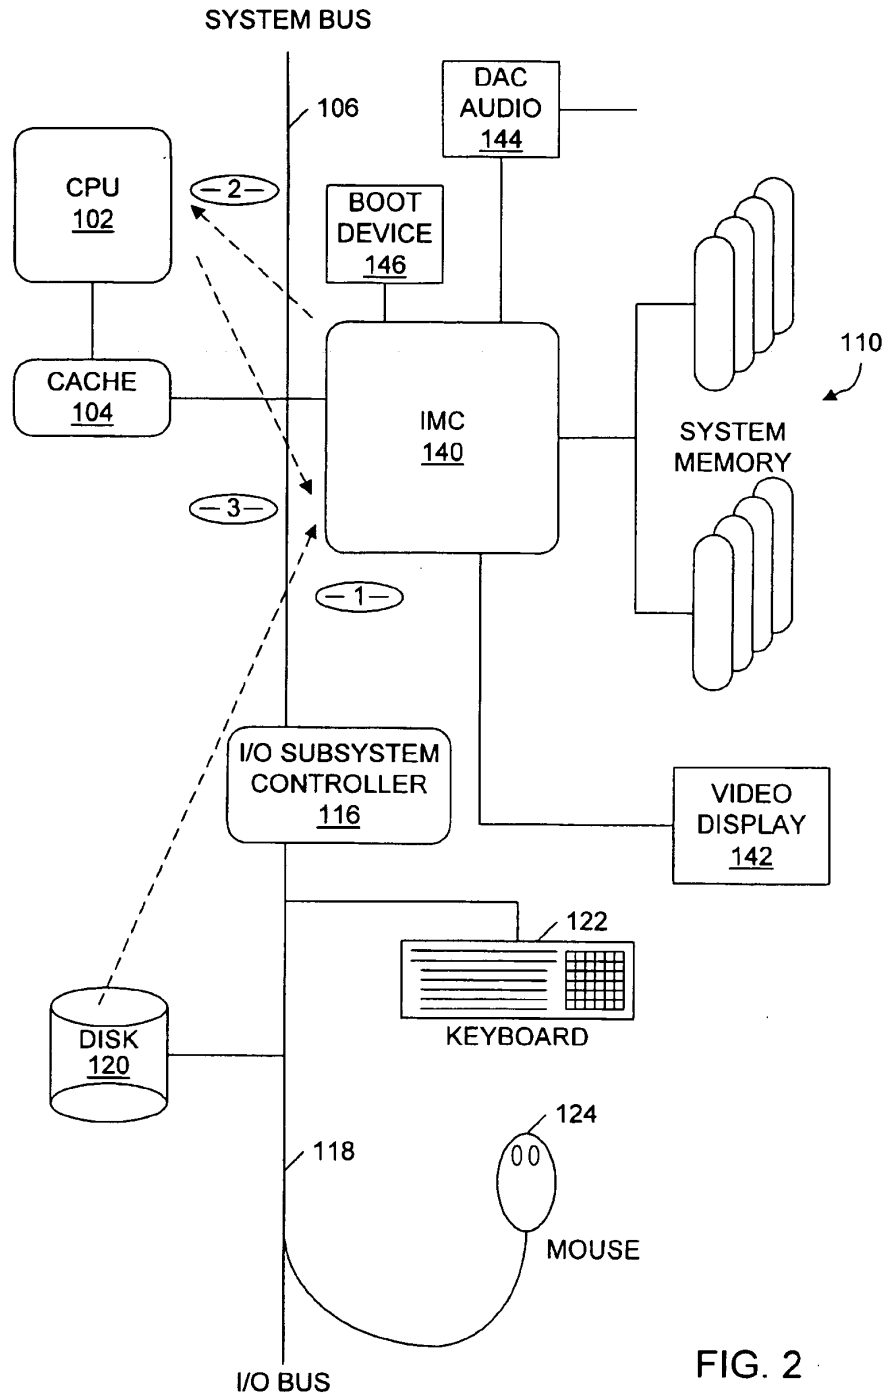 SYSTEM BUS
106
DAC
AUDIO
144
CPU
102
— 2 —
BOOT
DEVICE
146
110
CACHE
104
IMC
140
SYSTEM
MEMORY
— 3 —
— 1 —
I/O SUBSYSTEM
CONTROLLER
116
VIDEO
DISPLAY
142
122
KEYBOARD
DISK
120
124
118
MOUSE
FIG. 2
I/O BUS